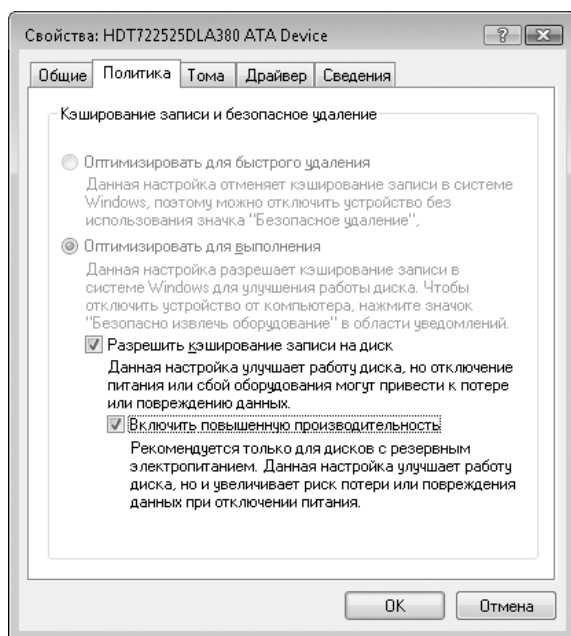 Свойства: HDT722525DLA380 ATA Device
Общие Политика Тома Драйвер Сведения
Кэширование записи и безопасное удаление
Оптимизировать для быстрого удаления
Данная настройка отменяет кэширование записи в системе
Windows, поэтому можно отключить устройство без
использования значка "Безопасное удаление",
Оптимизировать для выполнения
Данная настройка разрешает кэширование записи в
системе Windows для улучшения работы диска. Чтобы
отключить устройство от компьютера, нажмите значок
"Безопасно извлечь оборудование" в области уведомлений.
Разрешить кэширование записи на диск
Данная настройка улучшает работу диска, но отключение
питания или сбой оборудования могут привести к потере
или повреждению данных.
Включить повышенную производительность
Рекомендуется только для дисков с резервным
электропитанием. Данная настройка улучшает работу
диска, но и увеличивает риск потери или повреждения
данных при отключении питания.
OK Отмена